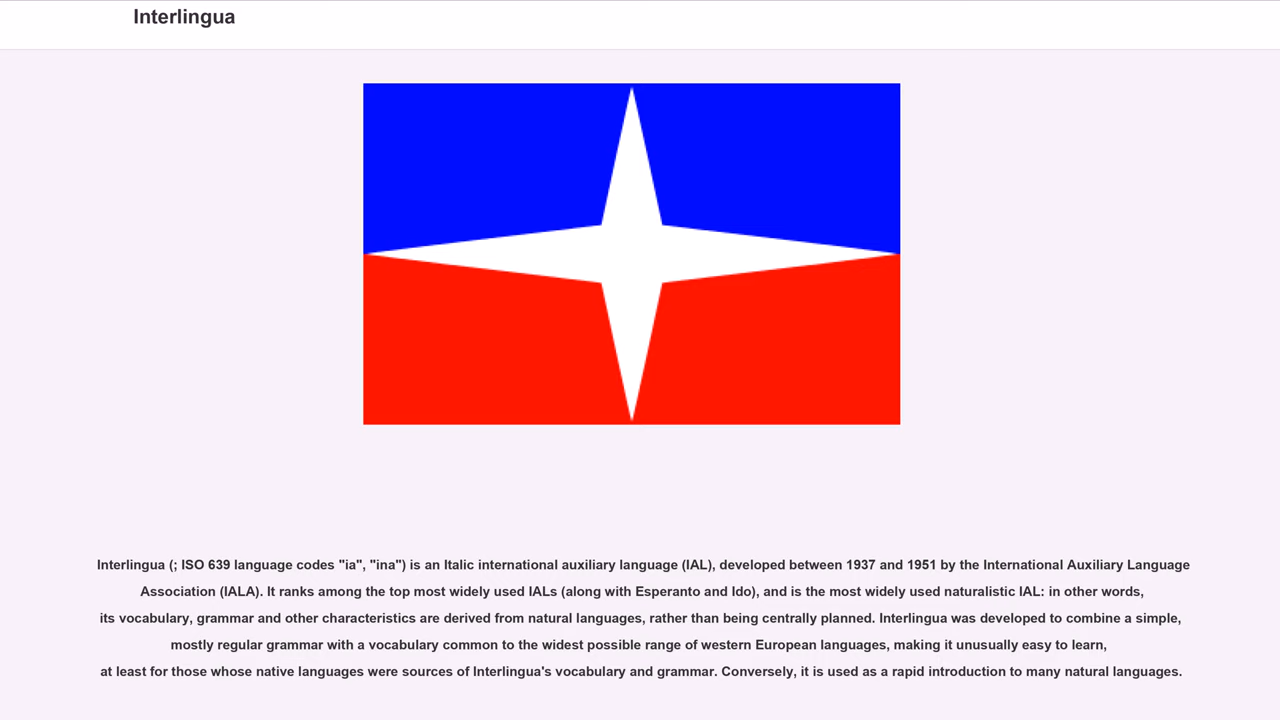 Interlingua
Interlingua (; ISO 639 language codes "ia", "ina") is an Italic international auxiliary language (IAL), developed between 1937 and 1951 by the International Auxiliary Language
Association (IALA). It ranks among the top most widely used IALs (along with Esperanto and Ido), and is the most widely used naturalistic IAL: in other words,
its vocabulary, grammar and other characteristics are derived from natural languages, rather than being centrally planned. Interlingua was developed to combine a simple,
mostly regular grammar with a vocabulary common to the widest possible range of western European languages, making it unusually easy to learn,
at least for those whose native languages were sources of Interlingua's vocabulary and grammar. Conversely, it is used as a rapid introduction to many natural languages.